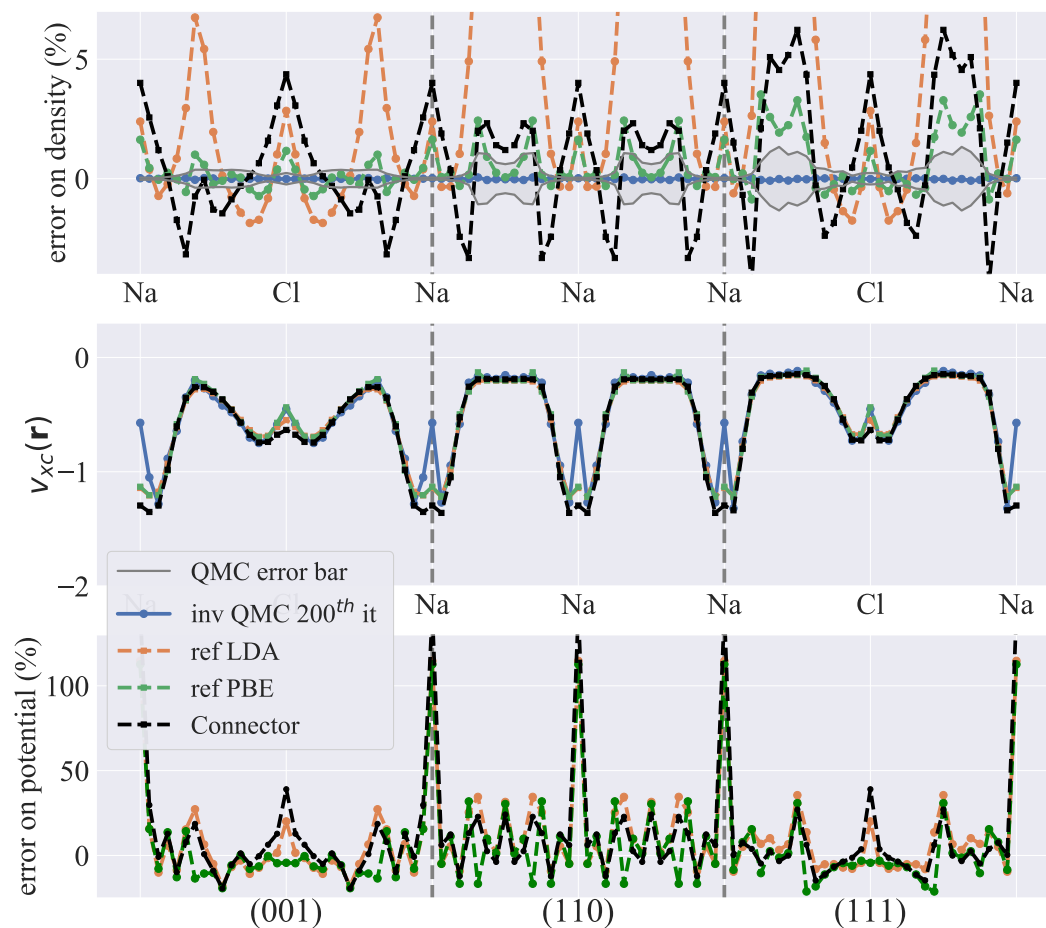 error on density (%)
5
0
Na Cl Na Na Na Cl Na
v_xc(r)
0
−1
−2
Na Cl Na Na Na Cl Na
QMC error bar
inv QMC 200^th it
ref LDA
ref PBE
Connector
error on potential (%)
100
50
0
(001) (110) (111)